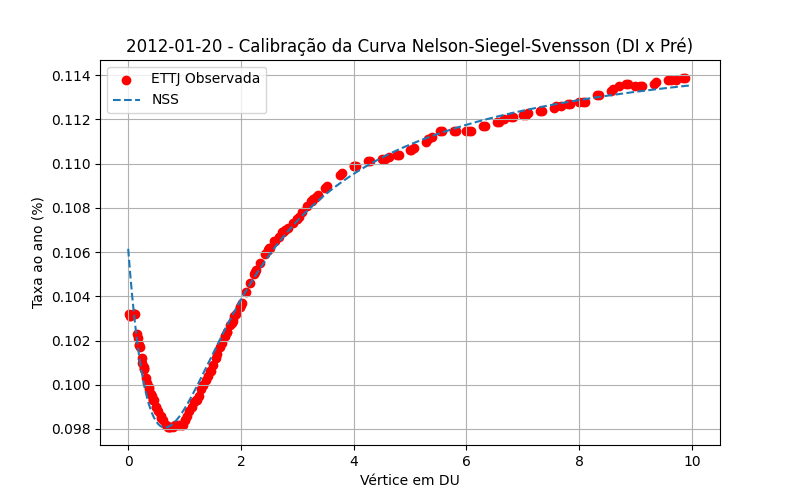 2012-01-20 - Calibração da Curva Nelson-Siegel-Svensson (DI x Pré)
ETTJ Observada
NSS
Taxa ao ano (%)
0.114
0.112
0.110
0.108
0.106
0.104
0.102
0.100
0.098
0 2 4 6 8 10
Vértice em DU